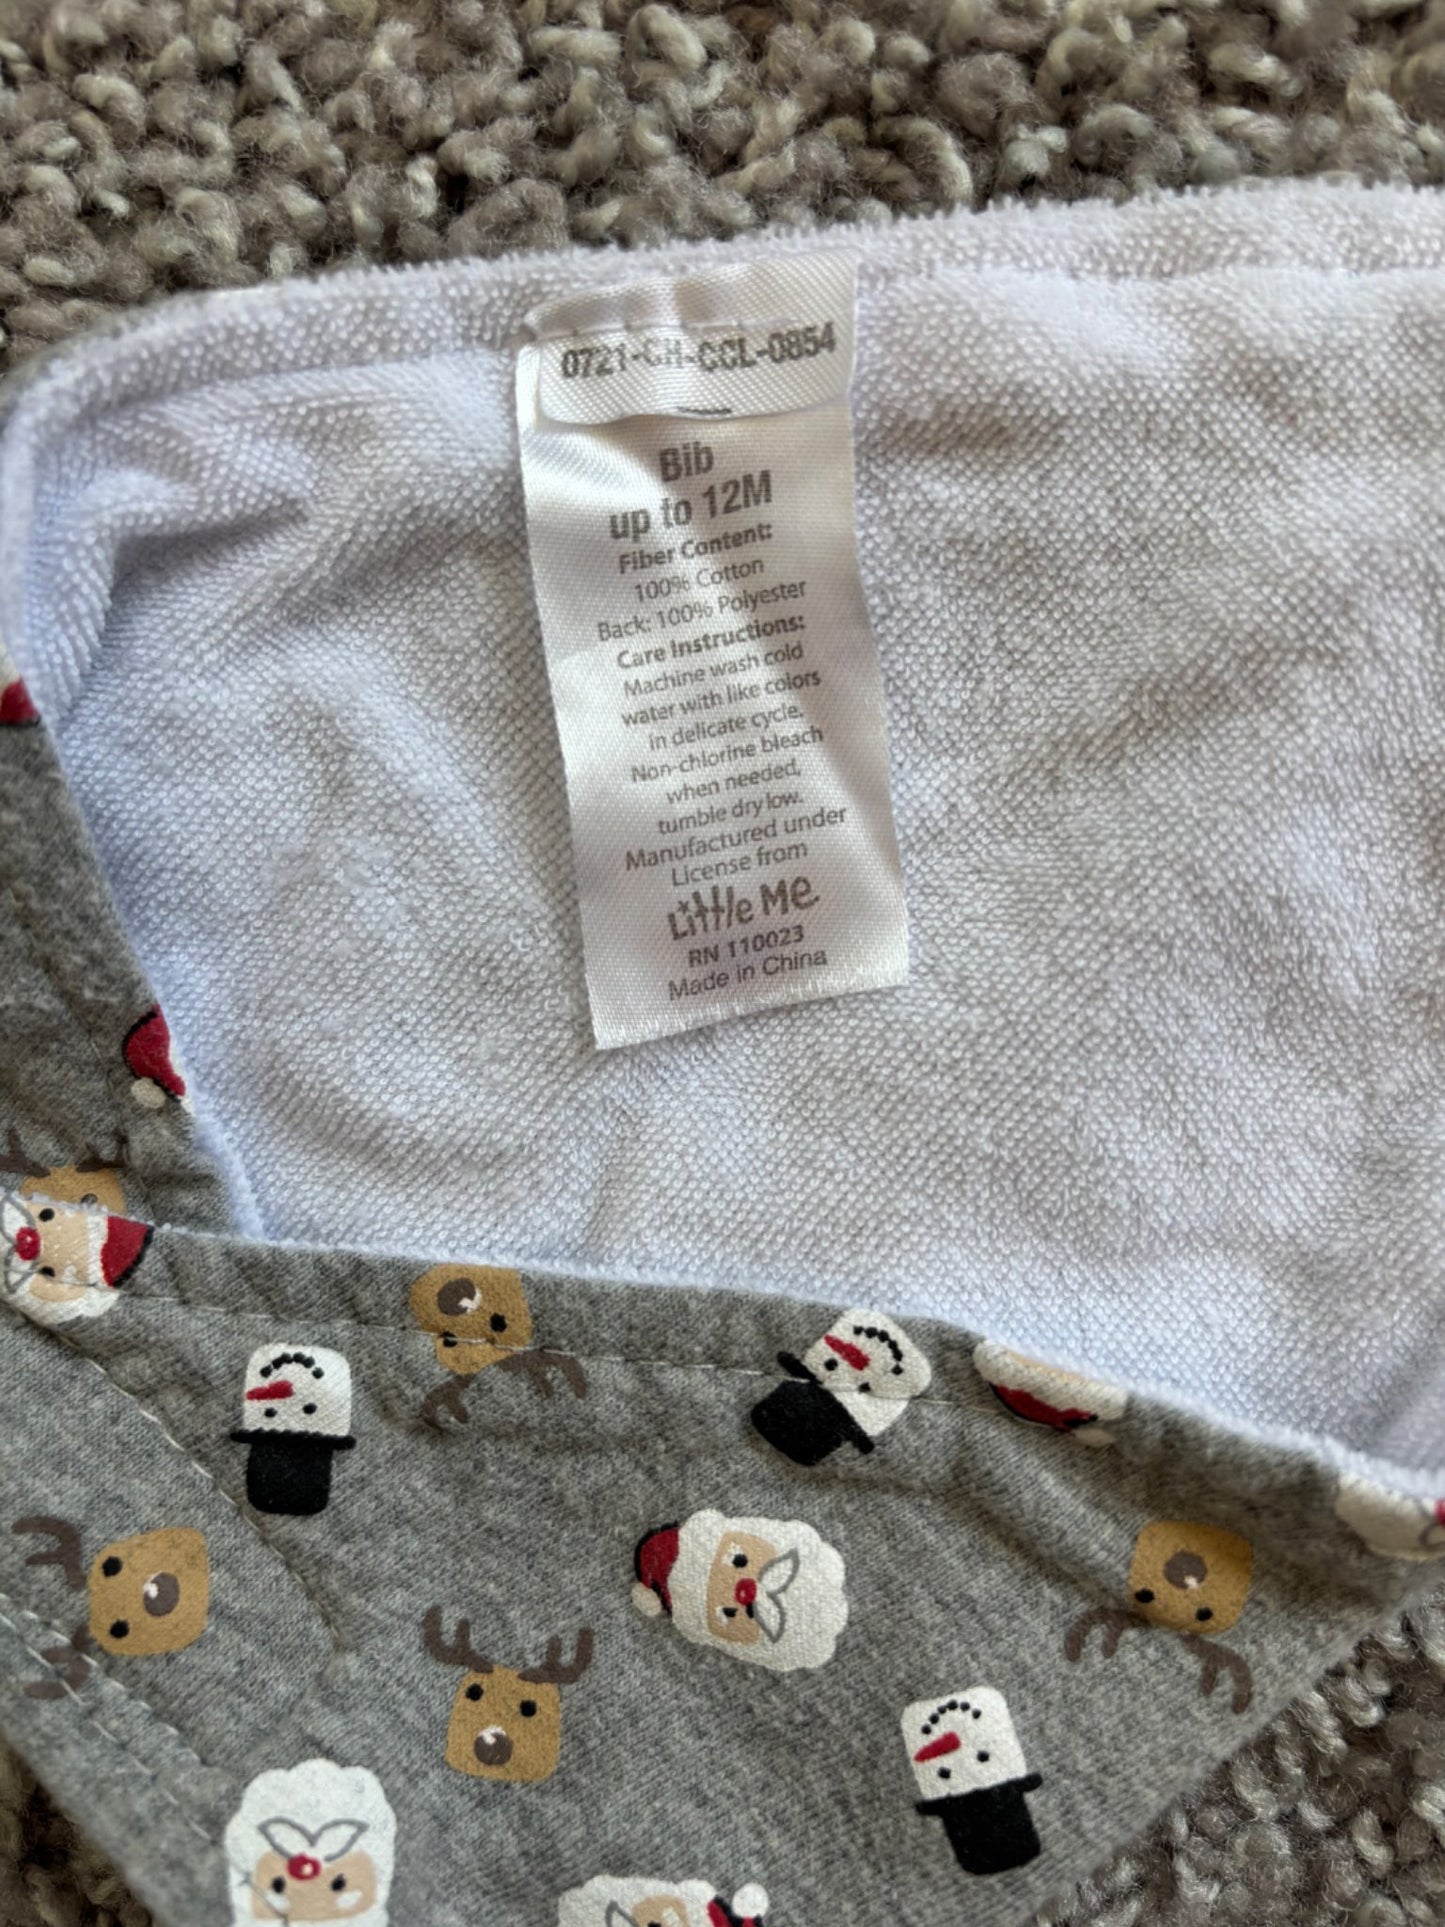 0721-CH-CCL-0854
Bib
up to 12M
Fiber Content:
100% Cotton
Back: 100% Polyester
Care Instructions:
Machine wash cold
water with like colors
in delicate cycle.
Non-chlorine bleach
when needed,
tumble dry low.
Manufactured under
License from
Little Me
RN 110023
Made in China